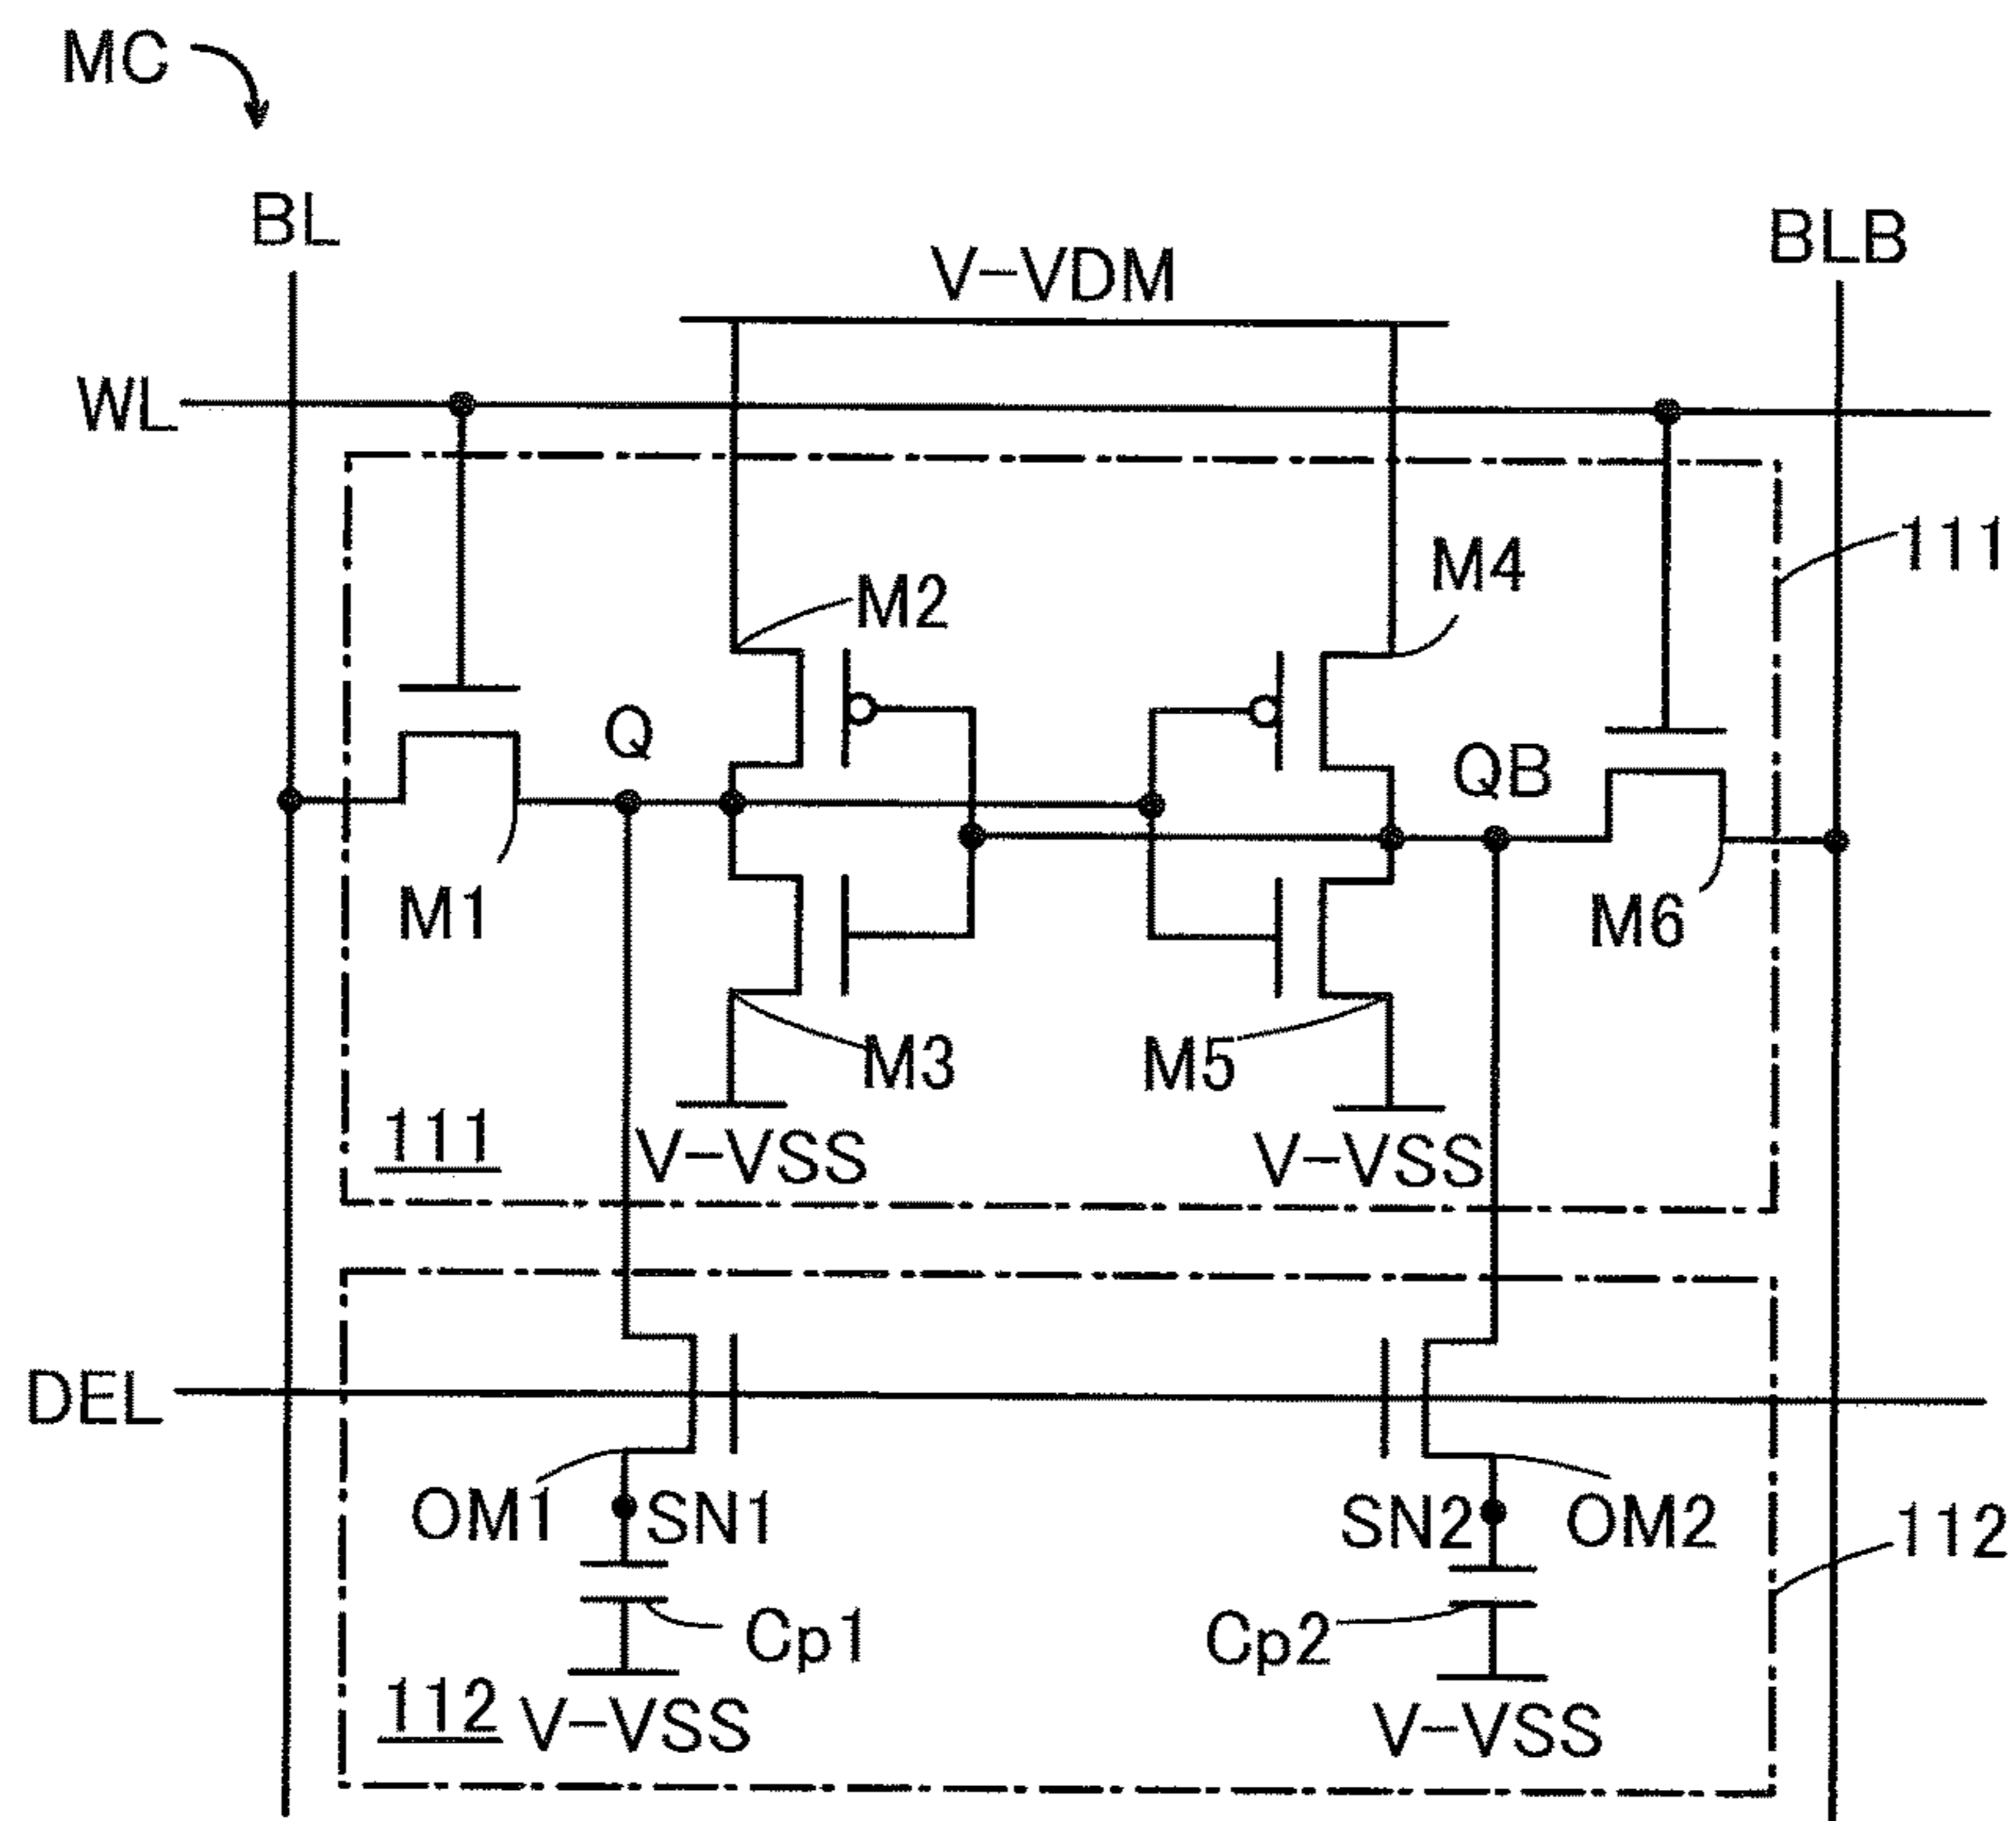 MC
BL
BLB
V-VDM
WL
111
M4
M2
Q
QB
M1
M6
M3
M5
111
V-VSS
V-VSS
DEL
OM1
SN1
SN2
OM2
112
Cp1
Cp2
112
V-VSS
V-VSS